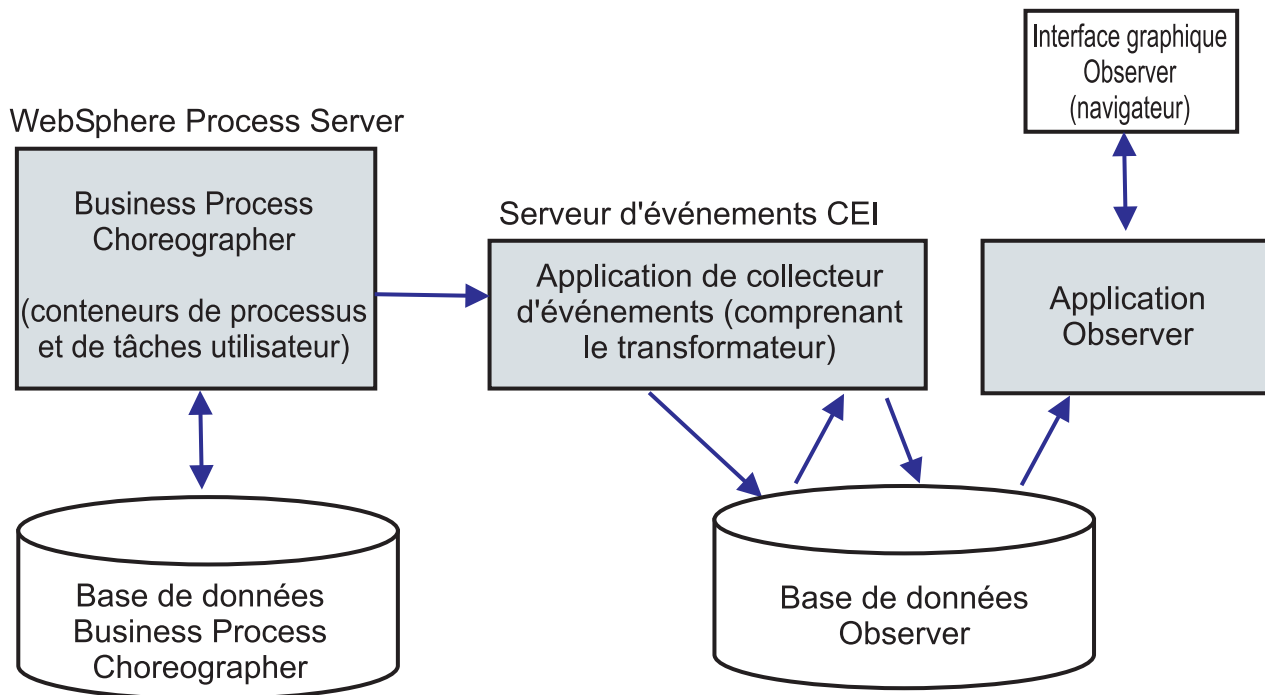 Interface graphique
Observer
(navigateur)
WebSphere Process Server
Business Process
Choreographer
(conteneurs de processus
et de tâches utilisateur)
Serveur d'événements CEI
Application de collecteur
d'événements (comprenant
le transformateur)
Application
Observer
Base de données
Business Process
Choreographer
Base de données
Observer